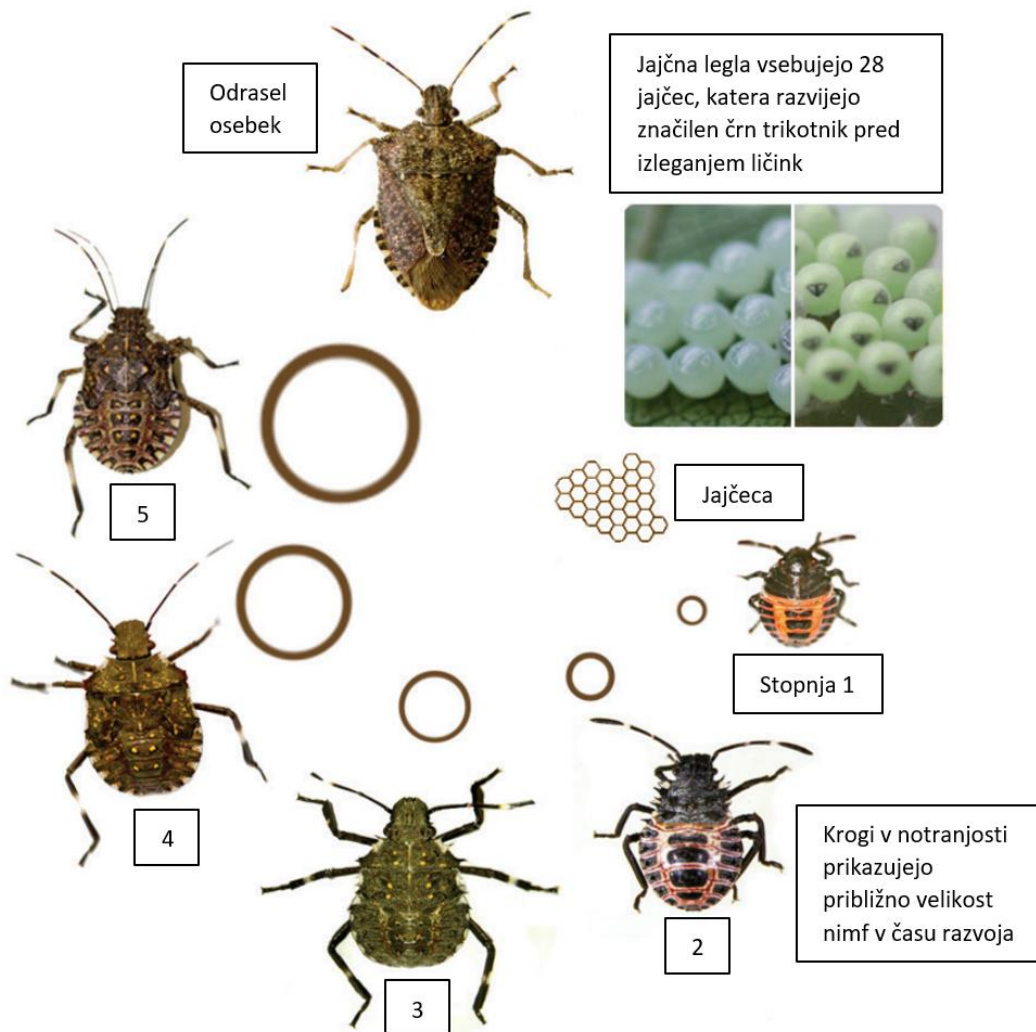 Odrasel
osebek
Jajčna legla vsebujejo 28
jajčec, katera razvijejo
značilen črn trikotnik pred
izleganjem ličink
5
Jajčeca
Stopnja 1
4
3
2
Krogi v notranjosti
prikazujejo
približno velikost
nimf v času razvoja